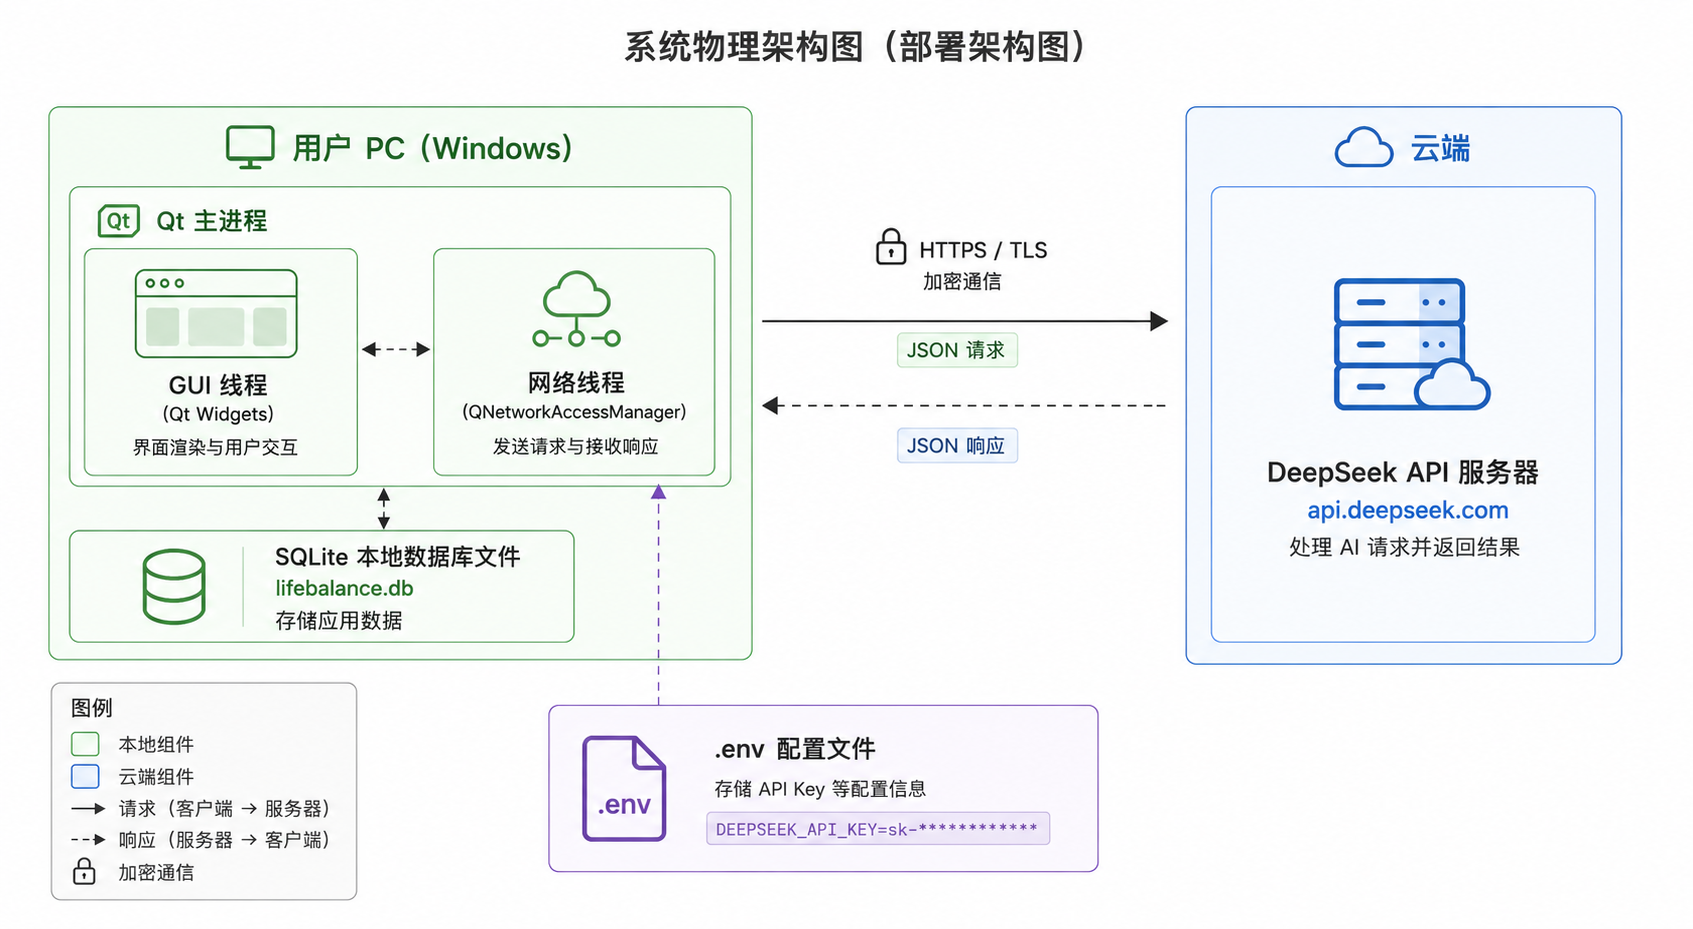 系统物理架构图（部署架构图）
用户 PC（Windows）
Qt
Qt 主进程
GUI 线程
(Qt Widgets)
界面渲染与用户交互
网络线程
(QNetworkAccessManager)
发送请求与接收响应
SQLite 本地数据库文件
lifebalance.db
存储应用数据
HTTPS / TLS
加密通信
JSON 请求
JSON 响应
云端
DeepSeek API 服务器
api.deepseek.com
处理 AI 请求并返回结果
图例
本地组件
云端组件
请求（客户端 → 服务器）
响应（服务器 → 客户端）
加密通信
.env
.env 配置文件
存储 API Key 等配置信息
DEEPSEEK_API_KEY=sk-************